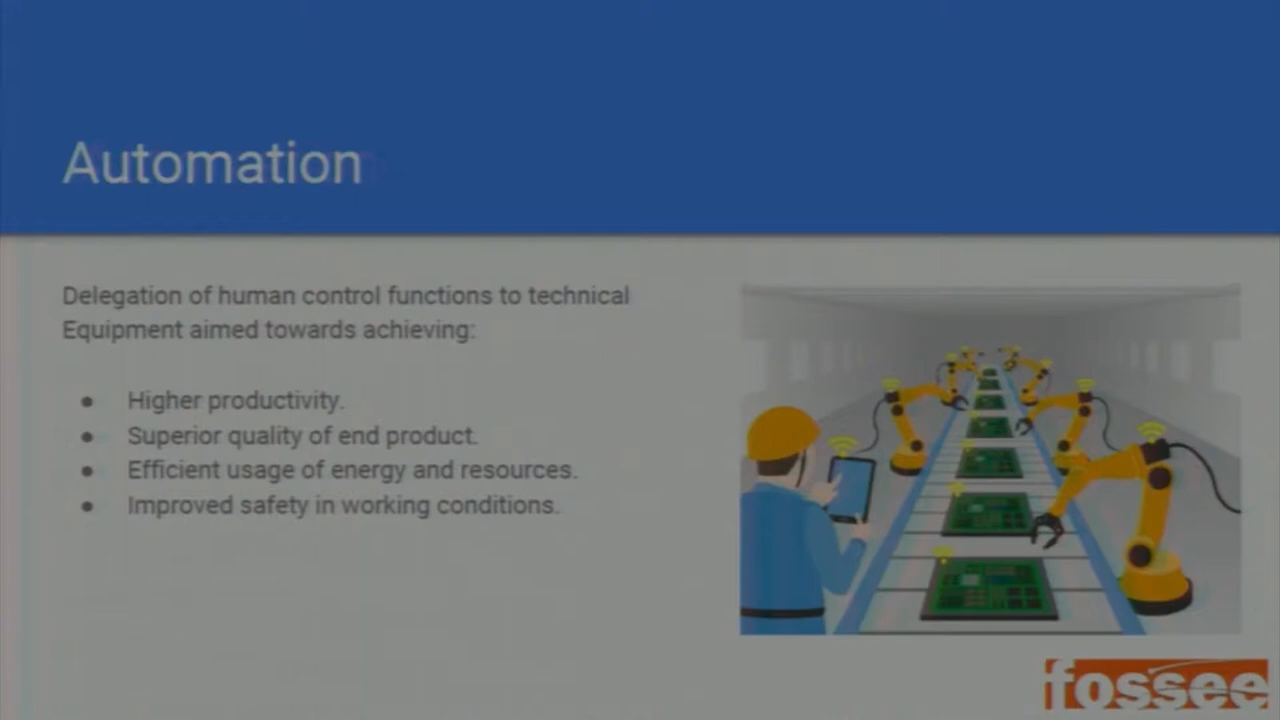 Automation
Delegation of human control functions to technical
Equipment aimed towards achieving:
● Higher productivity.
● Superior quality of end product.
● Efficient usage of energy and resources.
● Improved safety in working conditions.
fossee